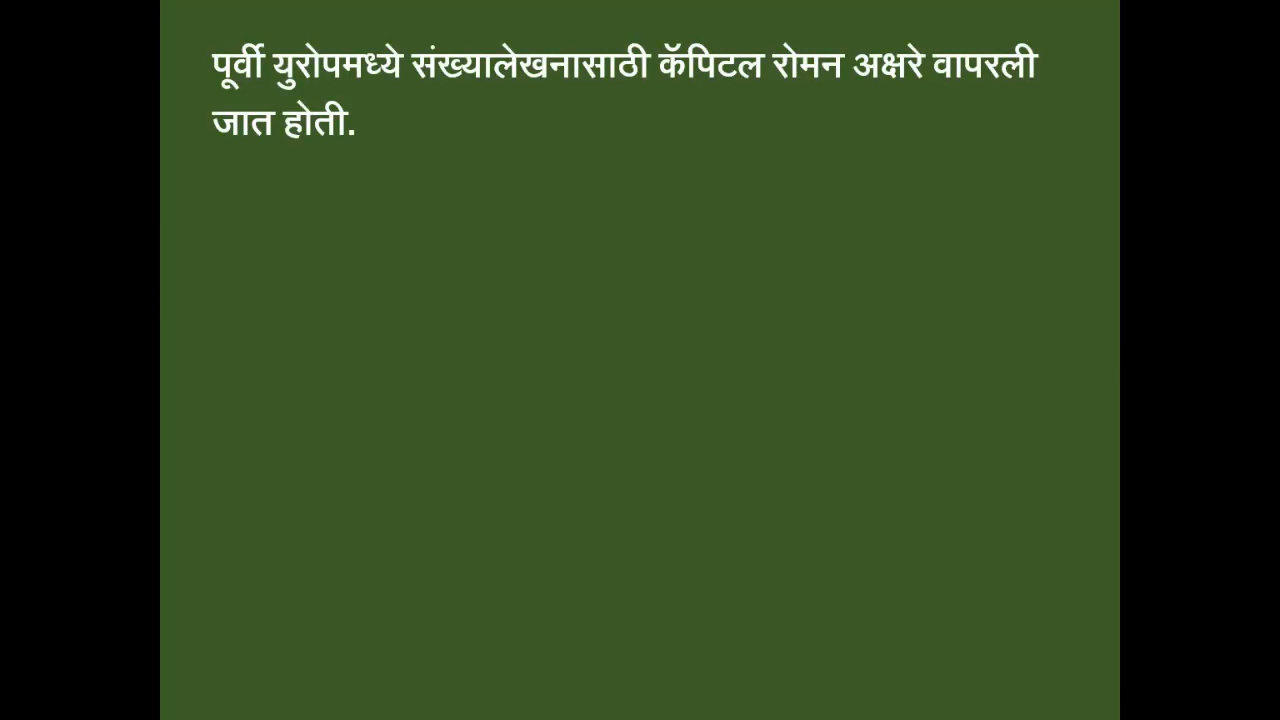 पूर्वी युरोपमध्ये संख्यालेखनासाठी कॅपिटल रोमन अक्षरे वापरली
जात होती.